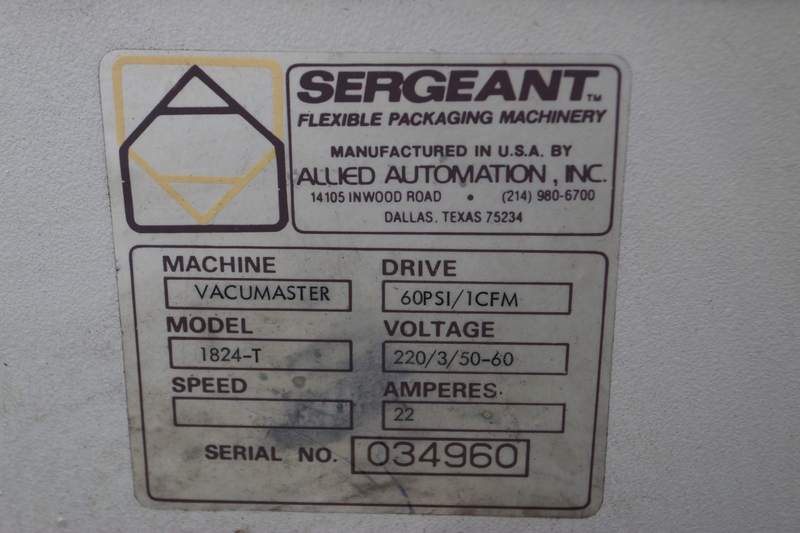 SERGEANT™
FLEXIBLE PACKAGING MACHINERY
MANUFACTURED IN U.S.A. BY
ALLIED AUTOMATION, INC.
14105 INWOOD ROAD • (214) 980-6700
DALLAS, TEXAS 75234
MACHINE DRIVE
VACUMASTER 60PSI/1CFM
MODEL VOLTAGE
1824-T 220/3/50-60
SPEED AMPERES
22
SERIAL NO. 034960